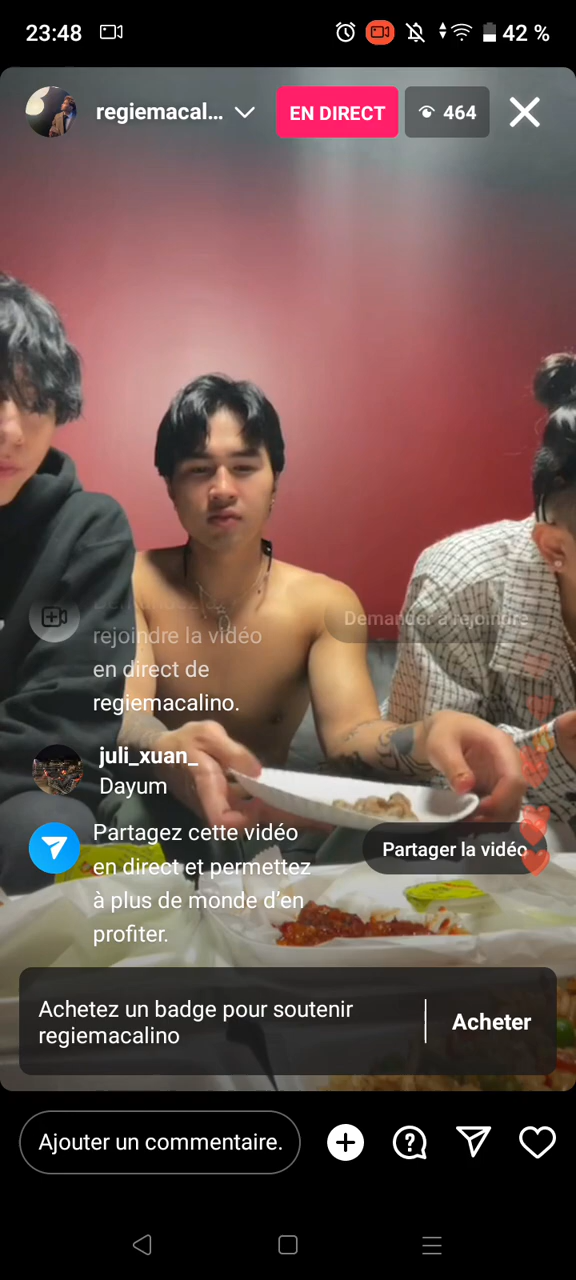 23:48
42 %
regiemacal...
EN DIRECT
464
Demander à rejoindre
rejoindre la vidéo
en direct de
regiemacalino.
juli_xuan_
Dayum
Partagez cette vidéo
en direct et permettez
à plus de monde d'en
profiter.
Partager la vidéo
Achetez un badge pour soutenir
regiemacalino
Acheter
Ajouter un commentaire.